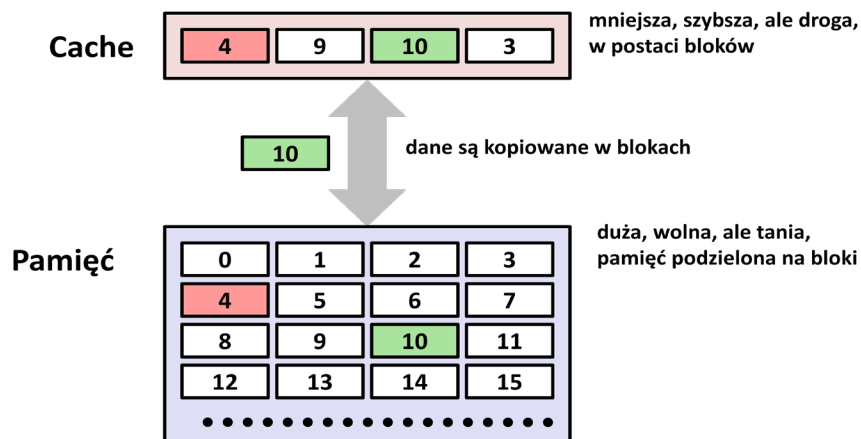 Cache
4 9 10 3
mniejsza, szybsza, ale droga,
w postaci bloków
10
dane są kopiowane w blokach
Pamięć
duża, wolna, ale tania,
pamięć podzielona na bloki
0 1 2 3
4 5 6 7
8 9 10 11
12 13 14 15